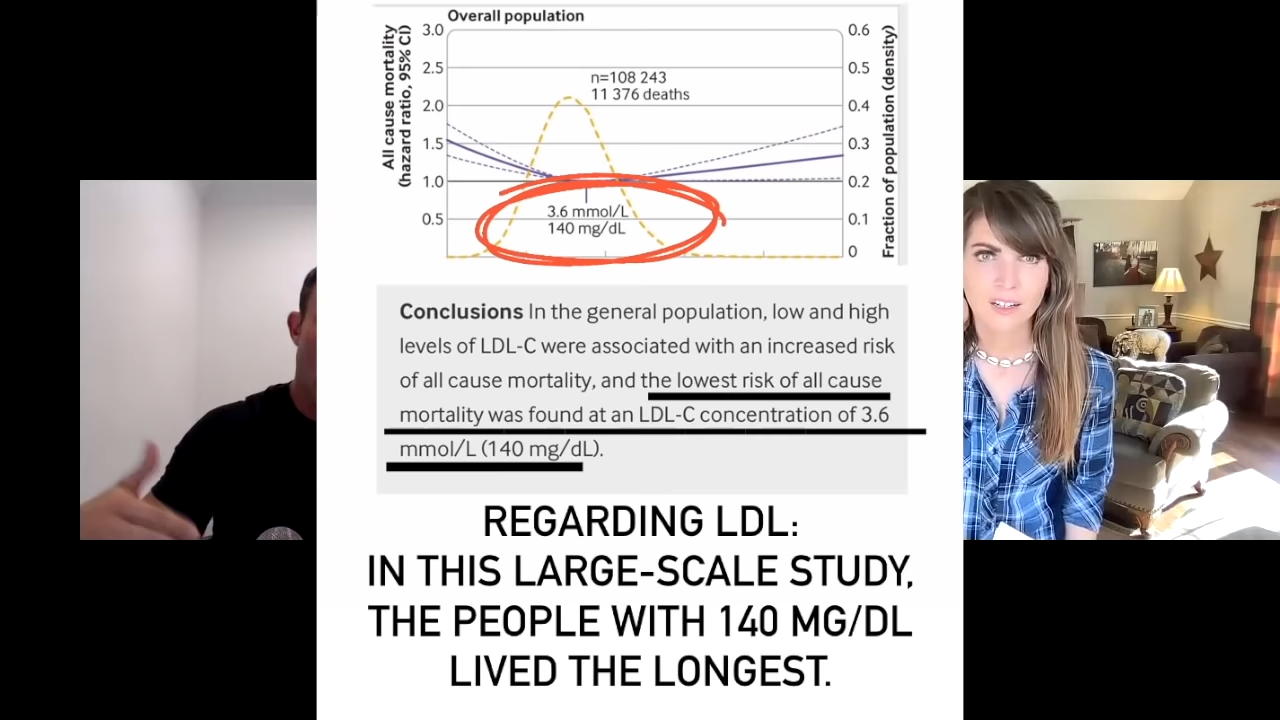 Overall population
All cause mortality
(hazard ratio, 95% CI)
3.0
2.5
2.0
1.5
1.0
0.5
n=108 243
11 376 deaths
3.6 mmol/L
140 mg/dL
0.6
0.5
0.4
0.3
0.2
0.1
0
Fraction of population (density)
Conclusions In the general population, low and high
levels of LDL-C were associated with an increased risk
of all cause mortality, and the lowest risk of all cause
mortality was found at an LDL-C concentration of 3.6
mmol/L (140 mg/dL).
REGARDING LDL:
IN THIS LARGE-SCALE STUDY,
THE PEOPLE WITH 140 MG/DL
LIVED THE LONGEST.